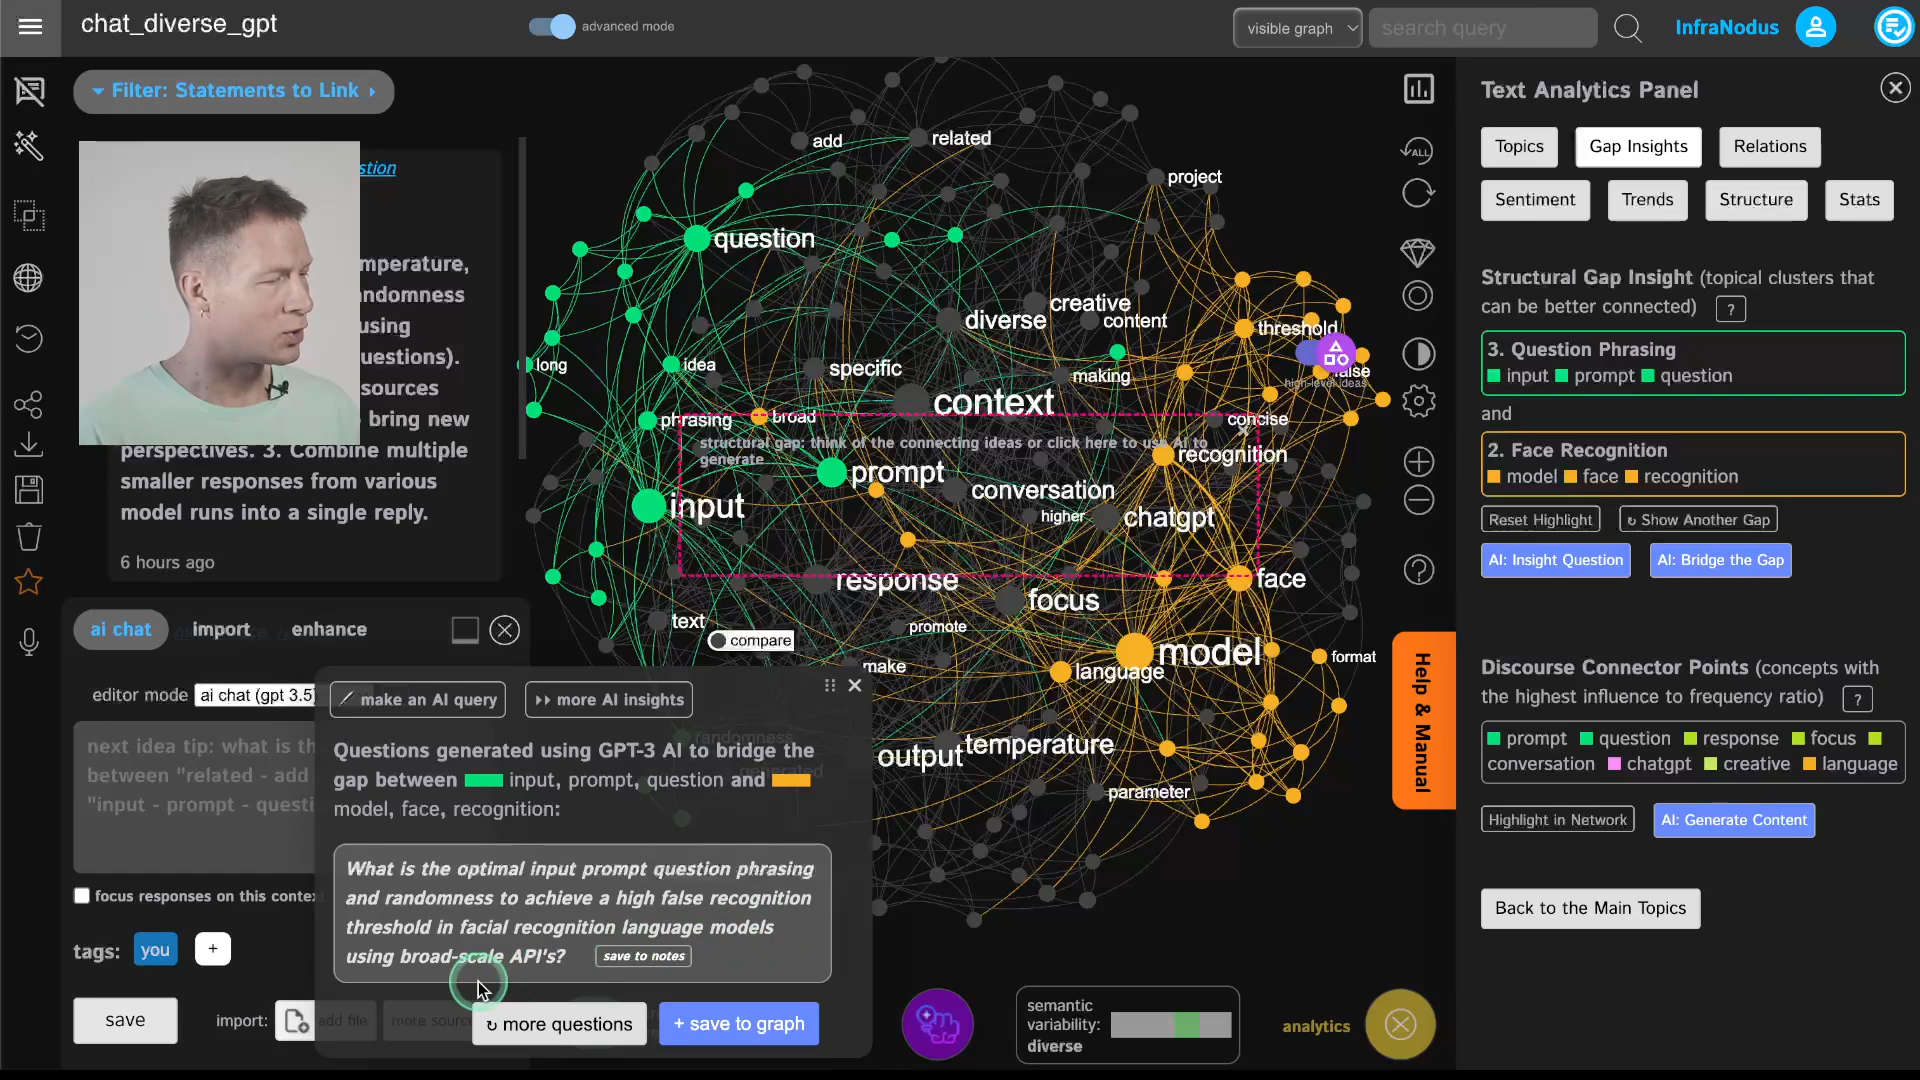 chat_diverse_gpt
advanced mode
visible graph
search query
InfraNodus
Filter: Statements to Link
stion
mperature,
ndomness
using
uestions).
sources
bring new
perspectives. 3. Combine multiple
smaller responses from various
model runs into a single reply.
6 hours ago
ai chat
import
enhance
editor mode
ai chat (gpt 3.5)
next idea tip: what is th
between "related - add
"input - prompt - questi
focus responses on this contex
tags:
you
+
save
import:
add file
more sourc
add
related
project
question
creative
content
diverse
threshold
false
high-level ideas
long
idea
specific
making
context
phrasing
broad
concise
structural gap: think of the connecting ideas or click here to use AI to
generate
recognition
prompt
conversation
input
higher
chatgpt
response
face
focus
text
promote
compare
make
language
model
format
randomness
generated
output
temperature
parameter
make an AI query
more AI insights
Questions generated using GPT-3 AI to bridge the
gap between input, prompt, question and
model, face, recognition:
What is the optimal input prompt question phrasing
and randomness to achieve a high false recognition
threshold in facial recognition language models
using broad-scale API's?
save to notes
more questions
+ save to graph
semantic
variability:
diverse
analytics
ALL
Help & Manual
Text Analytics Panel
Topics
Gap Insights
Relations
Sentiment
Trends
Structure
Stats
Structural Gap Insight (topical clusters that
can be better connected) ?
3. Question Phrasing
input prompt question
and
2. Face Recognition
model face recognition
Reset Highlight
Show Another Gap
AI: Insight Question
AI: Bridge the Gap
Discourse Connector Points (concepts with
the highest influence to frequency ratio) ?
prompt question response focus
conversation chatgpt creative language
Highlight in Network
AI: Generate Content
Back to the Main Topics